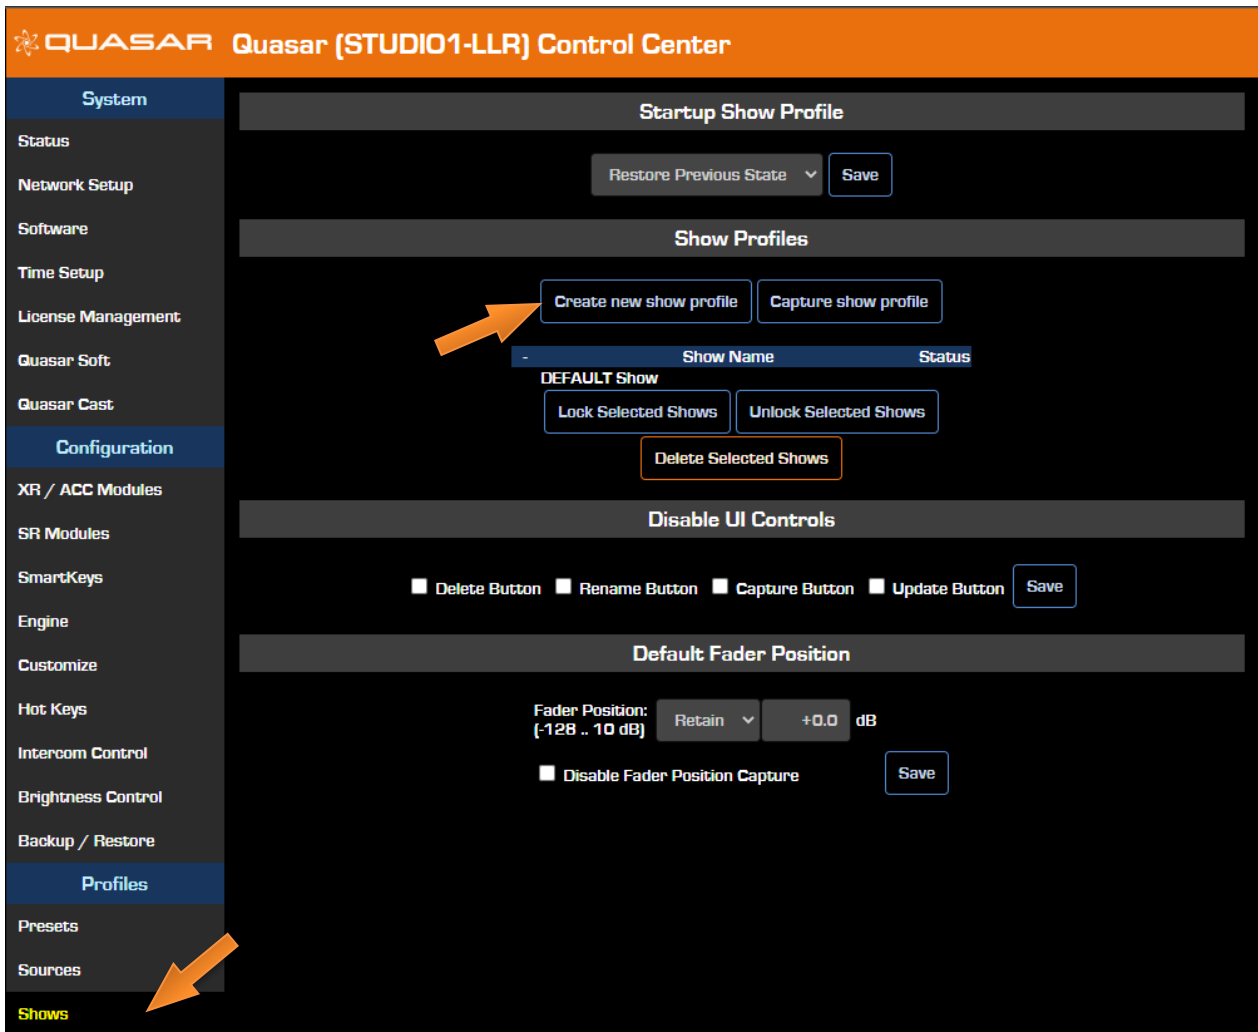 QUASAR Quasar (STUDIO1-LLR) Control Center
System
Status
Network Setup
Software
Time Setup
License Management
Quasar Soft
Quasar Cast
Configuration
XR / ACC Modules
SR Modules
SmartKeys
Engine
Customize
Hot Keys
Intercom Control
Brightness Control
Backup / Restore
Profiles
Presets
Sources
Shows
Startup Show Profile
Restore Previous State Save
Show Profiles
Create new show profile Capture show profile
- Show Name Status
DEFAULT Show
Lock Selected Shows Unlock Selected Shows
Delete Selected Shows
Disable UI Controls
Delete Button Rename Button Capture Button Update Button Save
Default Fader Position
Fader Position:
(-128 .. 10 dB) Retain +0.0 dB
Disable Fader Position Capture Save